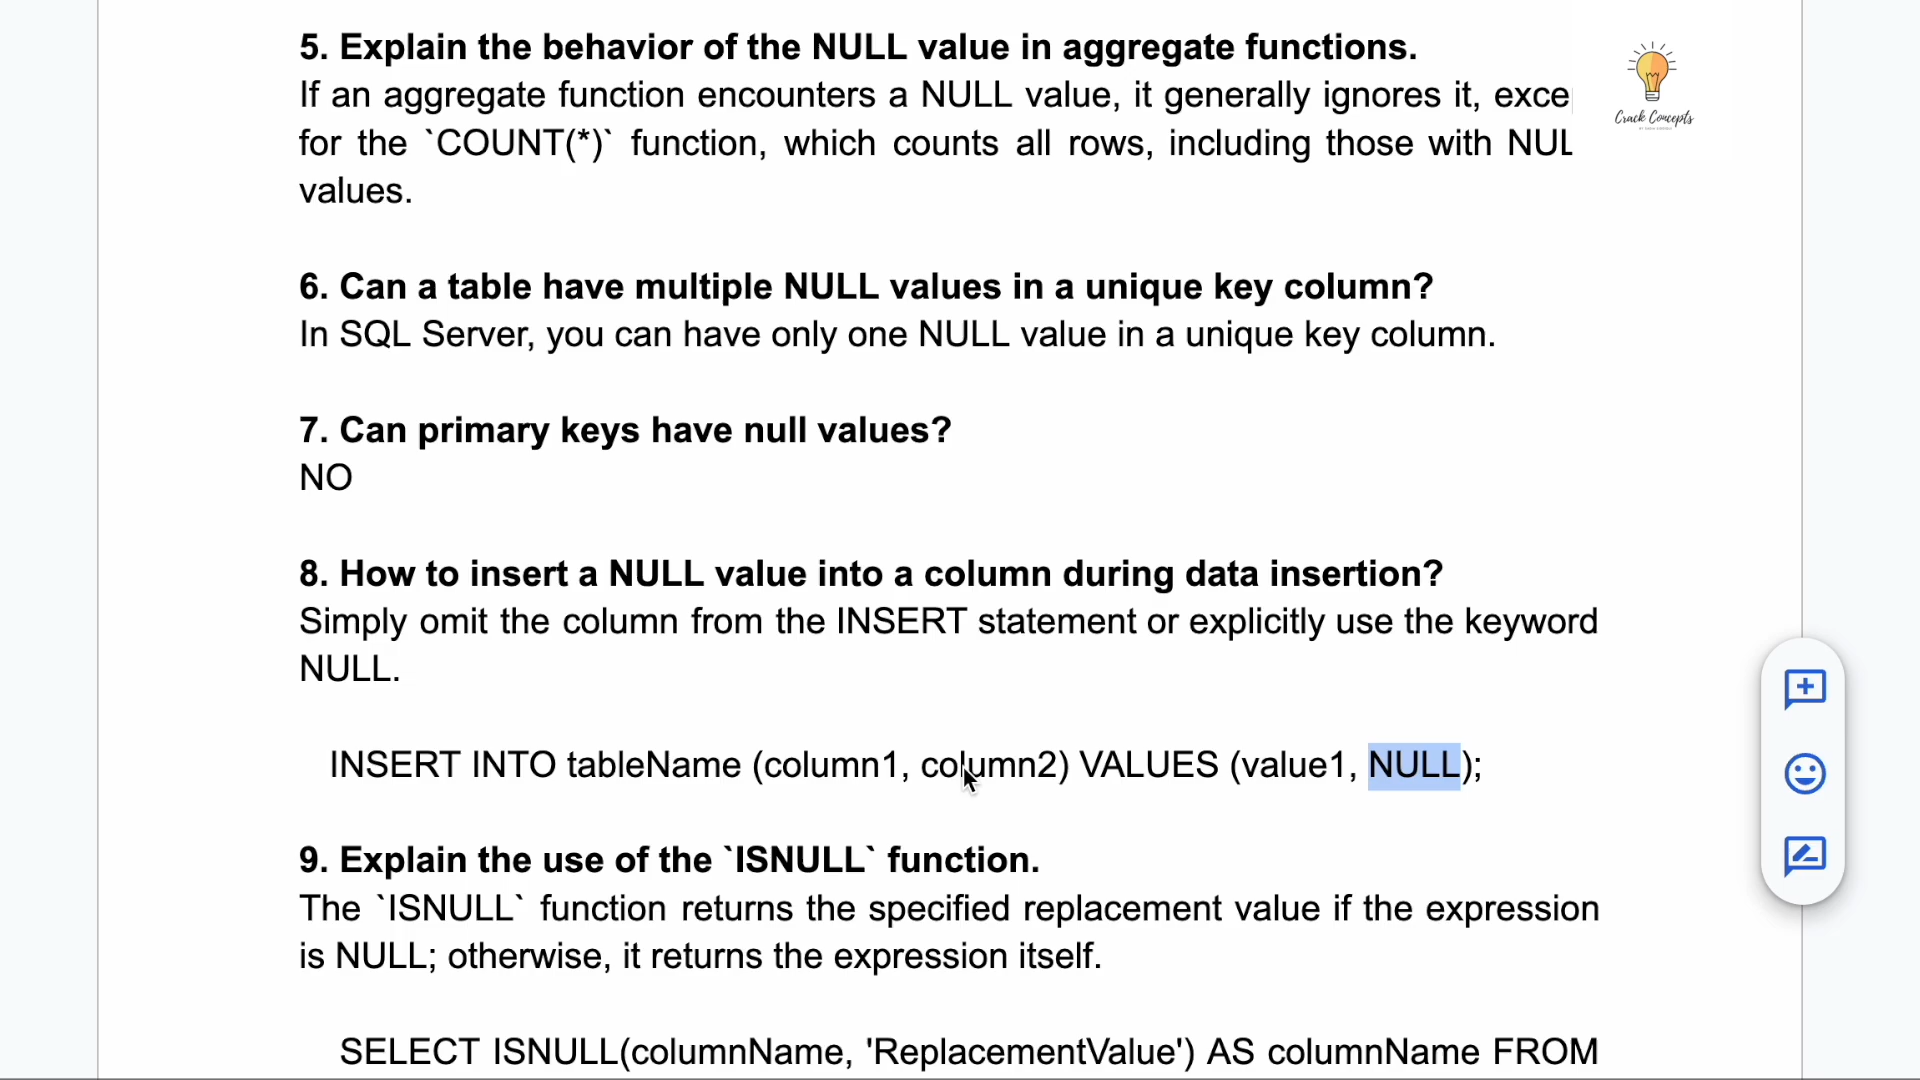 5. Explain the behavior of the NULL value in aggregate functions.
If an aggregate function encounters a NULL value, it generally ignores it, exce
for the `COUNT(*)` function, which counts all rows, including those with NUL
values.
6. Can a table have multiple NULL values in a unique key column?
In SQL Server, you can have only one NULL value in a unique key column.
7. Can primary keys have null values?
NO
8. How to insert a NULL value into a column during data insertion?
Simply omit the column from the INSERT statement or explicitly use the keyword
NULL.
INSERT INTO tableName (column1, column2) VALUES (value1, NULL);
9. Explain the use of the `ISNULL` function.
The `ISNULL` function returns the specified replacement value if the expression
is NULL; otherwise, it returns the expression itself.
SELECT ISNULL(columnName, 'ReplacementValue') AS columnName FROM
Crack Concepts